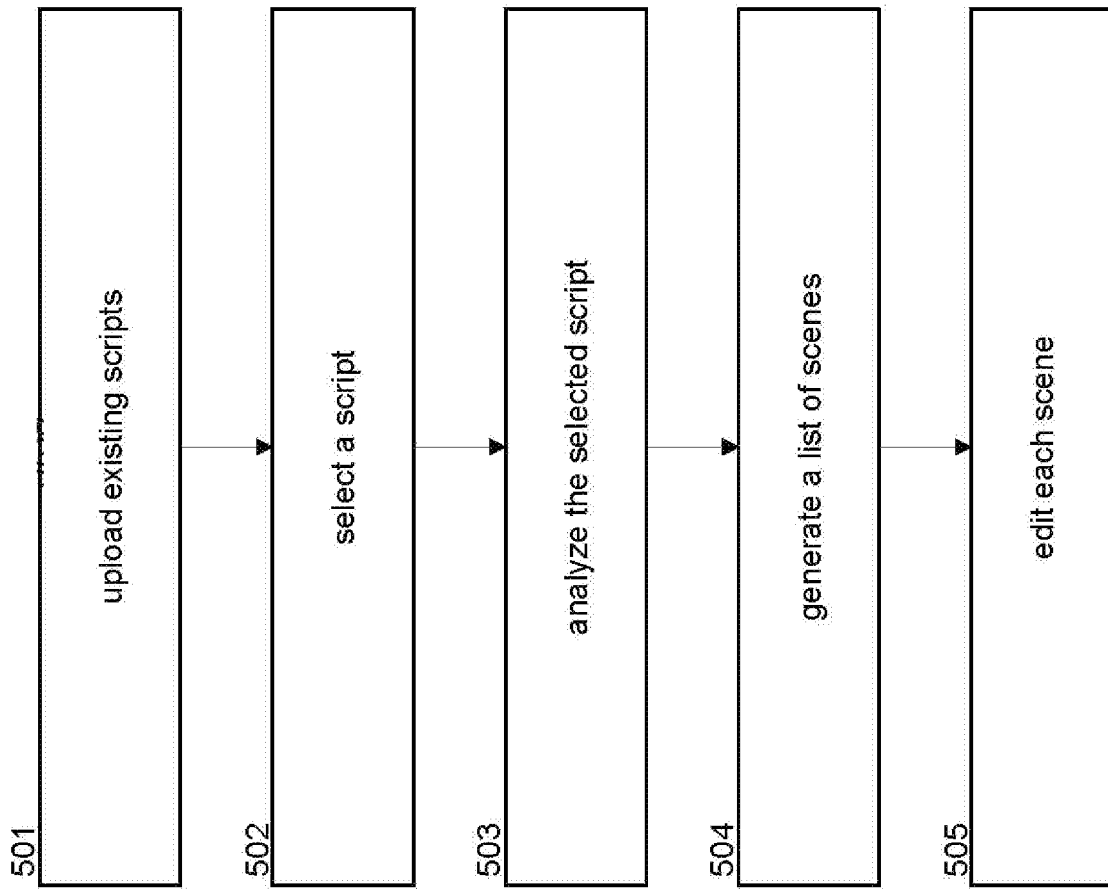 501
upload existing scripts
502
select a script
503
analyze the selected script
504
generate a list of scenes
505
edit each scene